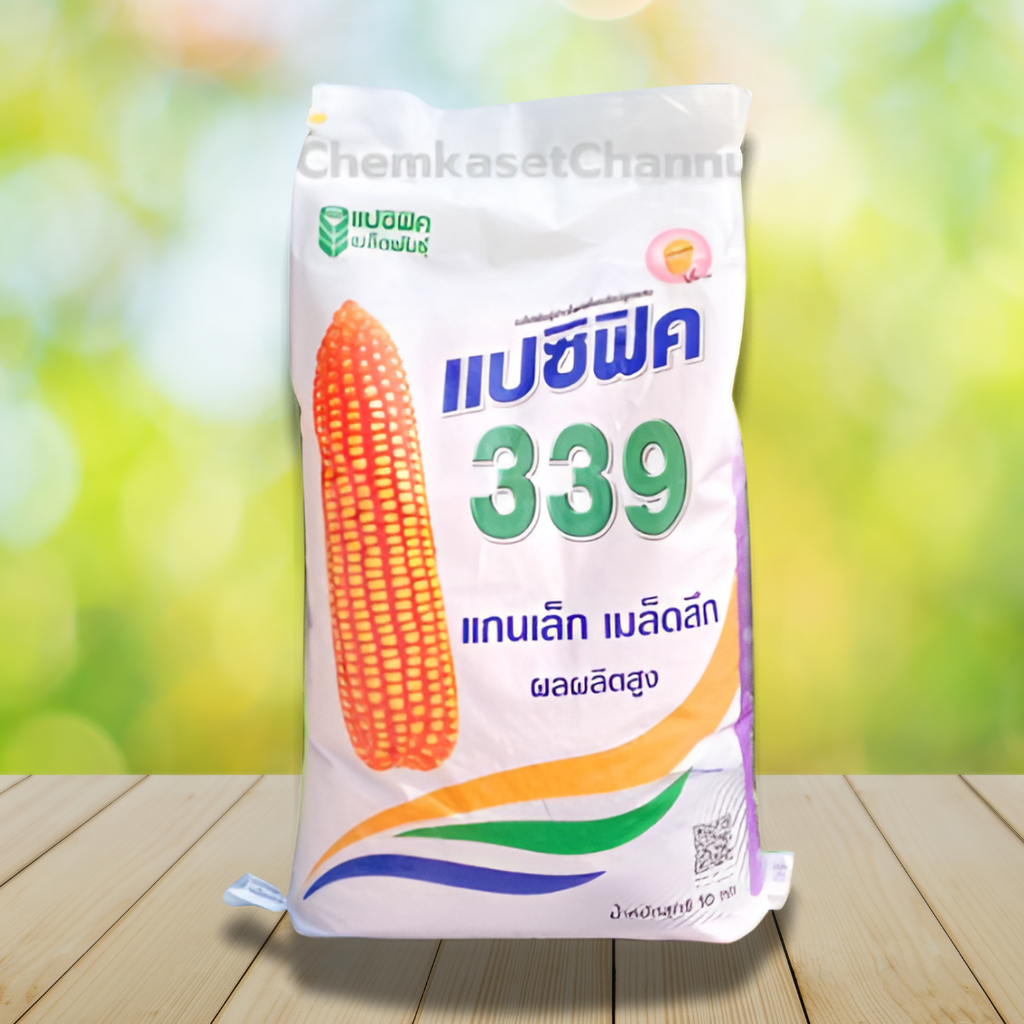 ChemkasetChannu
แปซิฟิค
เมล็ดพันธุ์
แปซิฟิค
339
แกนเล็ก เมล็ดลึก
ผลผลิตสูง
10